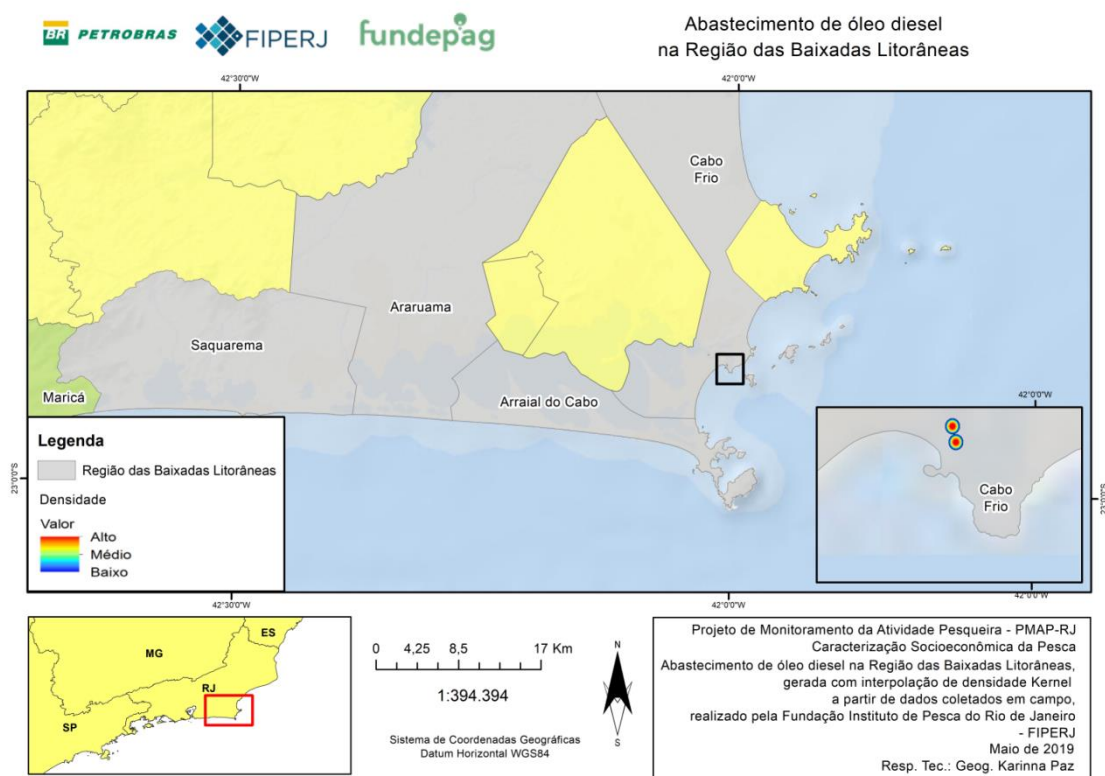 BR PETROBRAS
FIPERJ
fundepag
Abastecimento de óleo diesel
na Região das Baixadas Litorâneas
42°30'0"W
42°0'0"W
Cabo
Frio
Araruama
Saquarema
Maricá
Arraial do Cabo
42°0'0"W
Cabo
Frio
23°0'0"S
23°0'0"S
Legenda
Região das Baixadas Litorâneas
Densidade
Valor
Alto
Médio
Baixo
42°30'0"W
42°0'0"W
42°0'0"W
ES
MG
RJ
SP
0 4,25 8,5 17 Km
1:394.394
Sistema de Coordenadas Geográficas
Datum Horizontal WGS84
N
S
Projeto de Monitoramento da Atividade Pesqueira - PMAP-RJ
Caracterização Socioeconômica da Pesca
Abastecimento de óleo diesel na Região das Baixadas Litorâneas,
gerada com interpolação de densidade Kernel
a partir de dados coletados em campo,
realizado pela Fundação Instituto de Pesca do Rio de Janeiro
- FIPERJ
Maio de 2019
Resp. Tec.: Geog. Karinna Paz